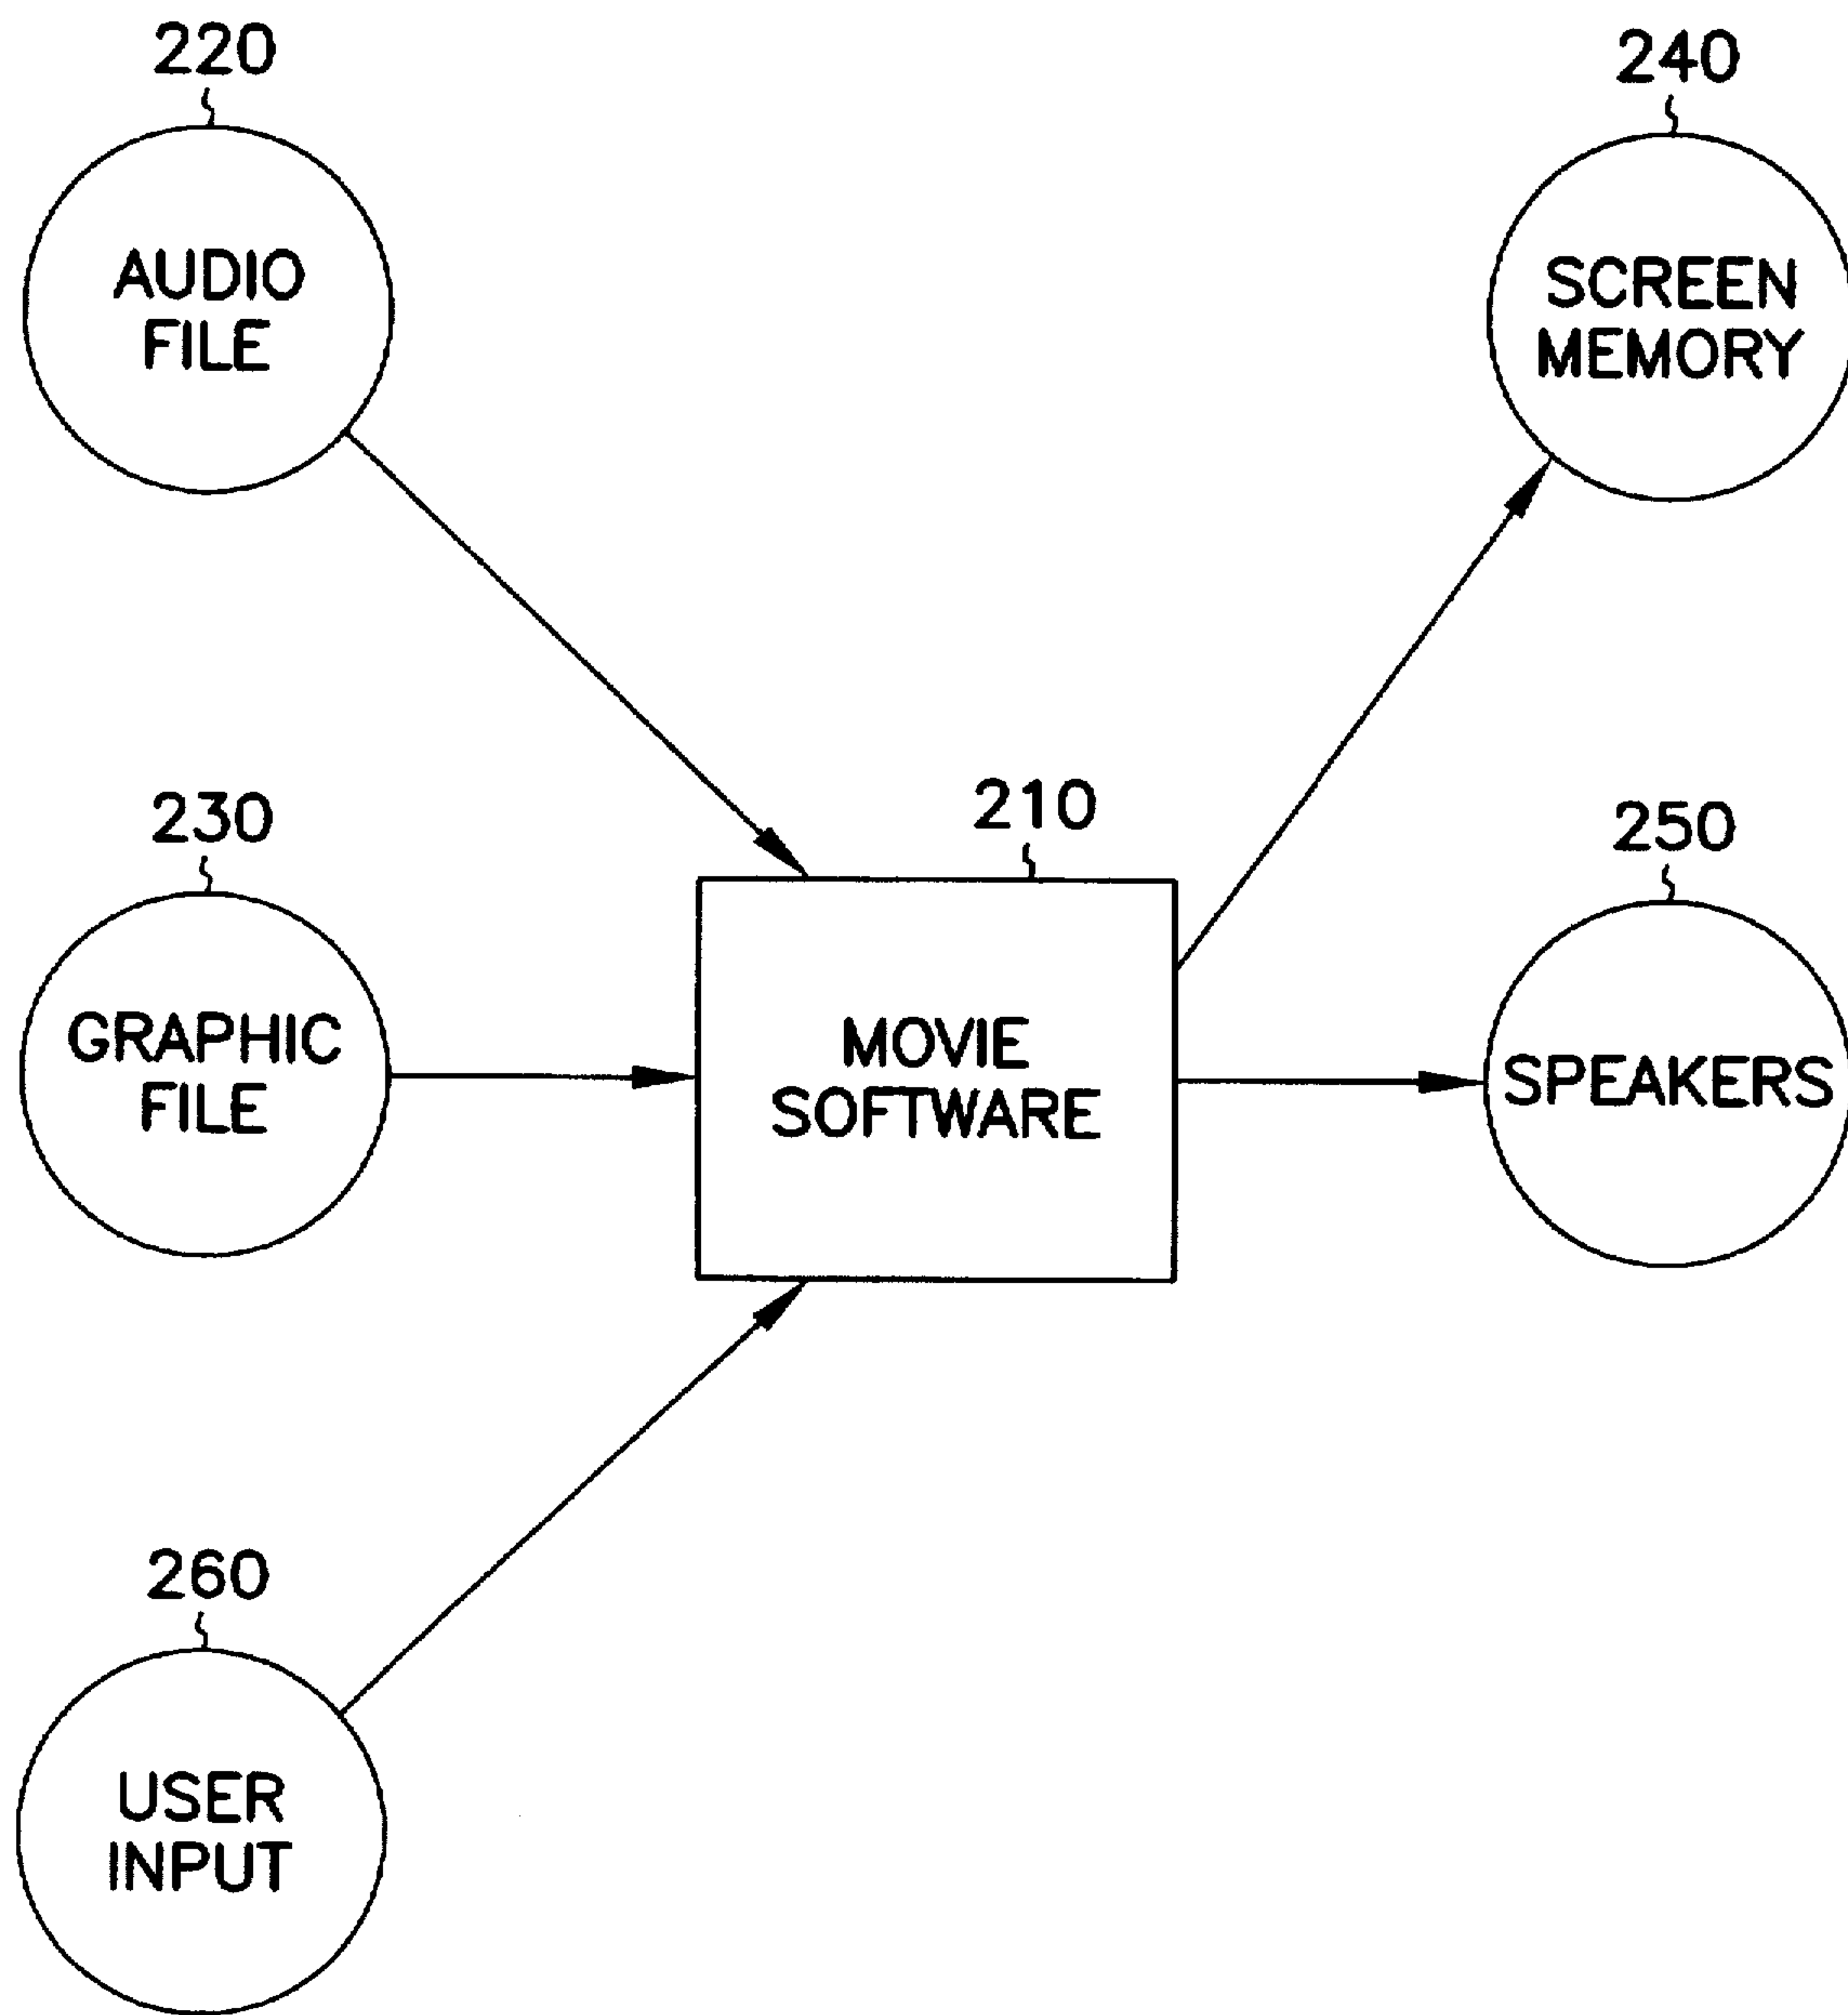 220
AUDIO
FILE
240
SCREEN
MEMORY
230
GRAPHIC
FILE
210
MOVIE
SOFTWARE
250
SPEAKERS
260
USER
INPUT